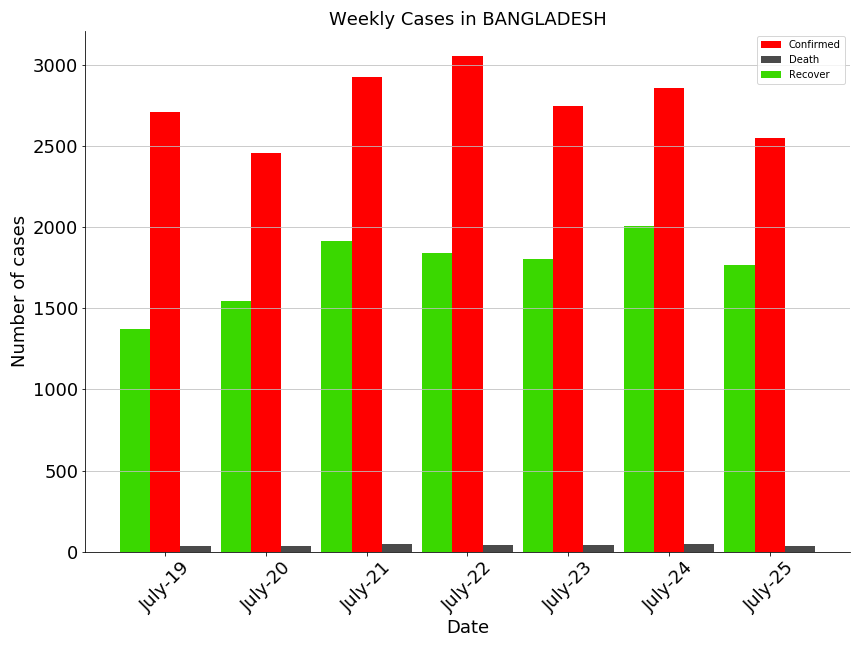 Weekly Cases in BANGLADESH
Confirmed
Death
Recover
Number of cases
3000
2500
2000
1500
1000
500
0
July-19
July-20
July-21
July-22
July-23
July-24
July-25
Date